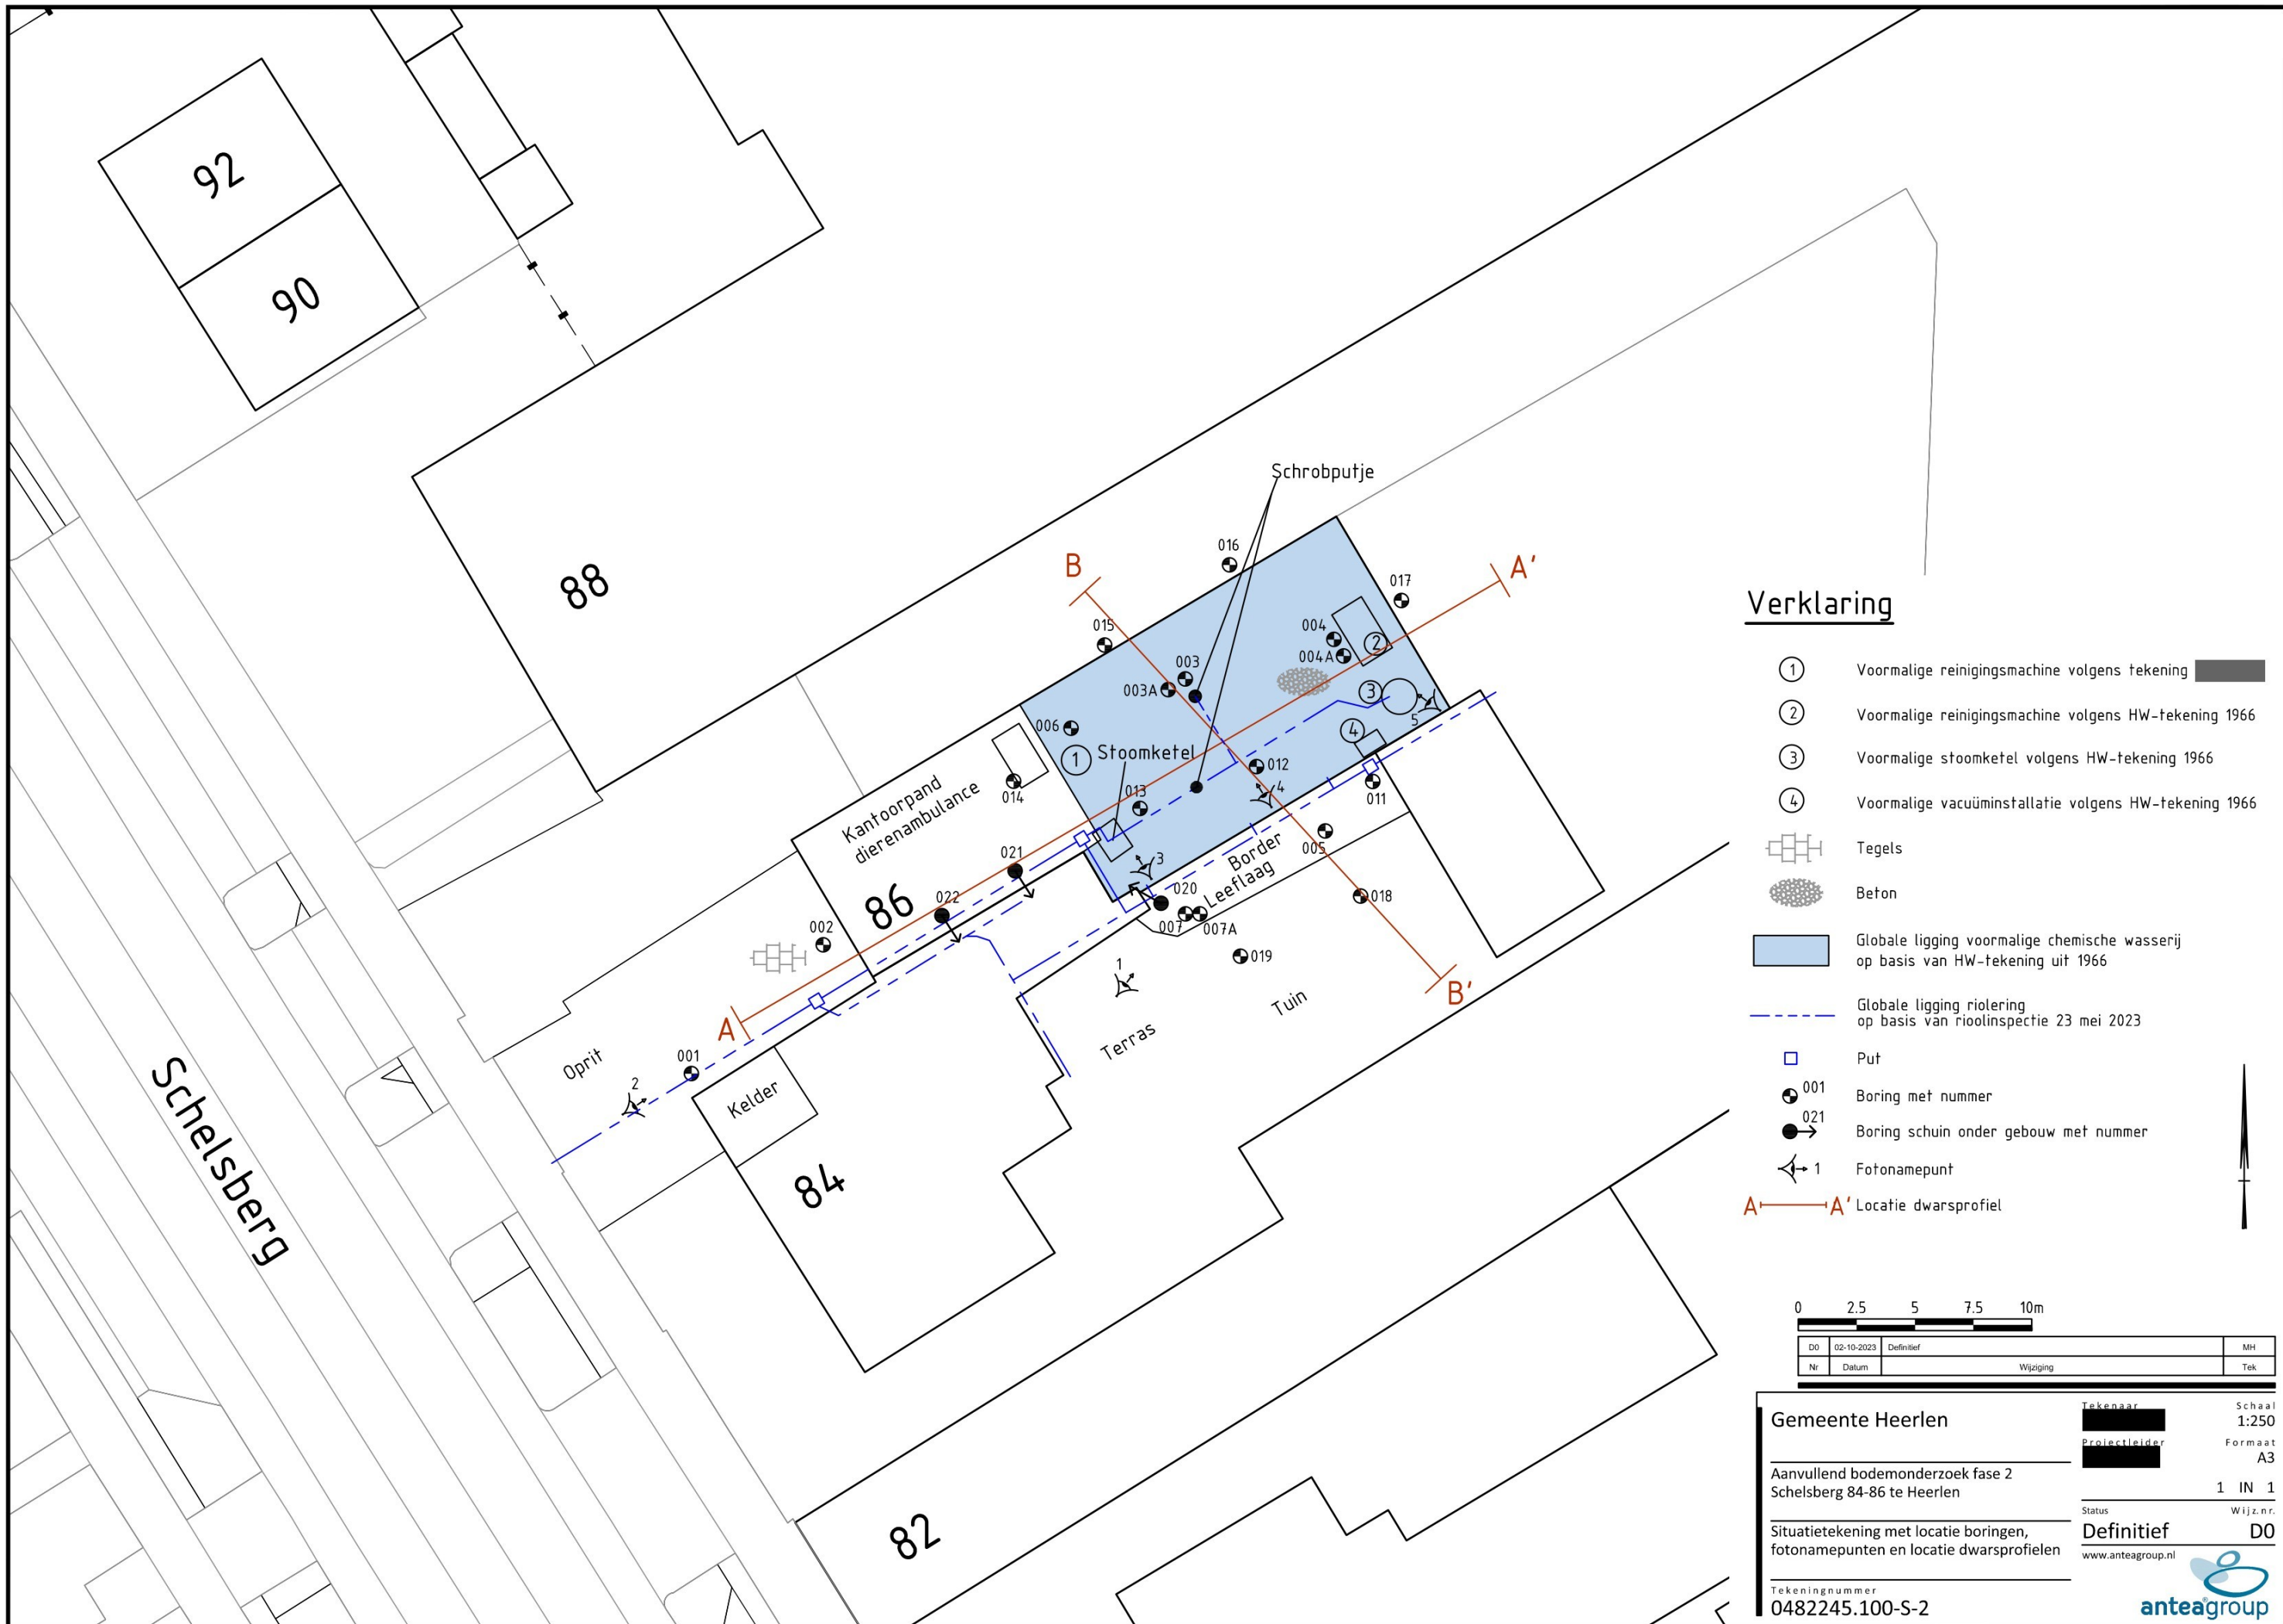 92
90
88
Schrobputje
B
016
A'
017
015
004
2
003
004A
003A
3
006
5
1
Stoomketel
4
012
Kantoorpand
dierenambulance
014
013
4
011
021
3
005
Border
Leeflaag
86
022
020
018
002
007
007A
019
1
B'
Tuin
A
Terras
Oprit
001
2
Kelder
84
Schelsberg
82
Verklaring
1 Voormalige reinigingsmachine volgens tekening
2 Voormalige reinigingsmachine volgens HW-tekening 1966
3 Voormalige stoomketel volgens HW-tekening 1966
4 Voormalige vacuüminstallatie volgens HW-tekening 1966
Tegels
Beton
Globale ligging voormalige chemische wasserij
op basis van HW-tekening uit 1966
Globale ligging riolering
op basis van rioolinspectie 23 mei 2023
Put
001 Boring met nummer
021 Boring schuin onder gebouw met nummer
1 Fotonamepunt
A A' Locatie dwarsprofiel
0 2.5 5 7.5 10m
D0 02-10-2023 Definitief MH
Nr Datum Wijziging Tek
Gemeente Heerlen
Tekenaar
Schaal
1:250
Projectleider
Formaat
A3
Aanvullend bodemonderzoek fase 2
Schelsberg 84-86 te Heerlen
1 IN 1
Status
Wijz.nr.
Situatietekening met locatie boringen,
fotonamepunten en locatie dwarsprofielen
Definitief
D0
www.anteagroup.nl
Tekeningnummer
0482245.100-S-2
anteagroup